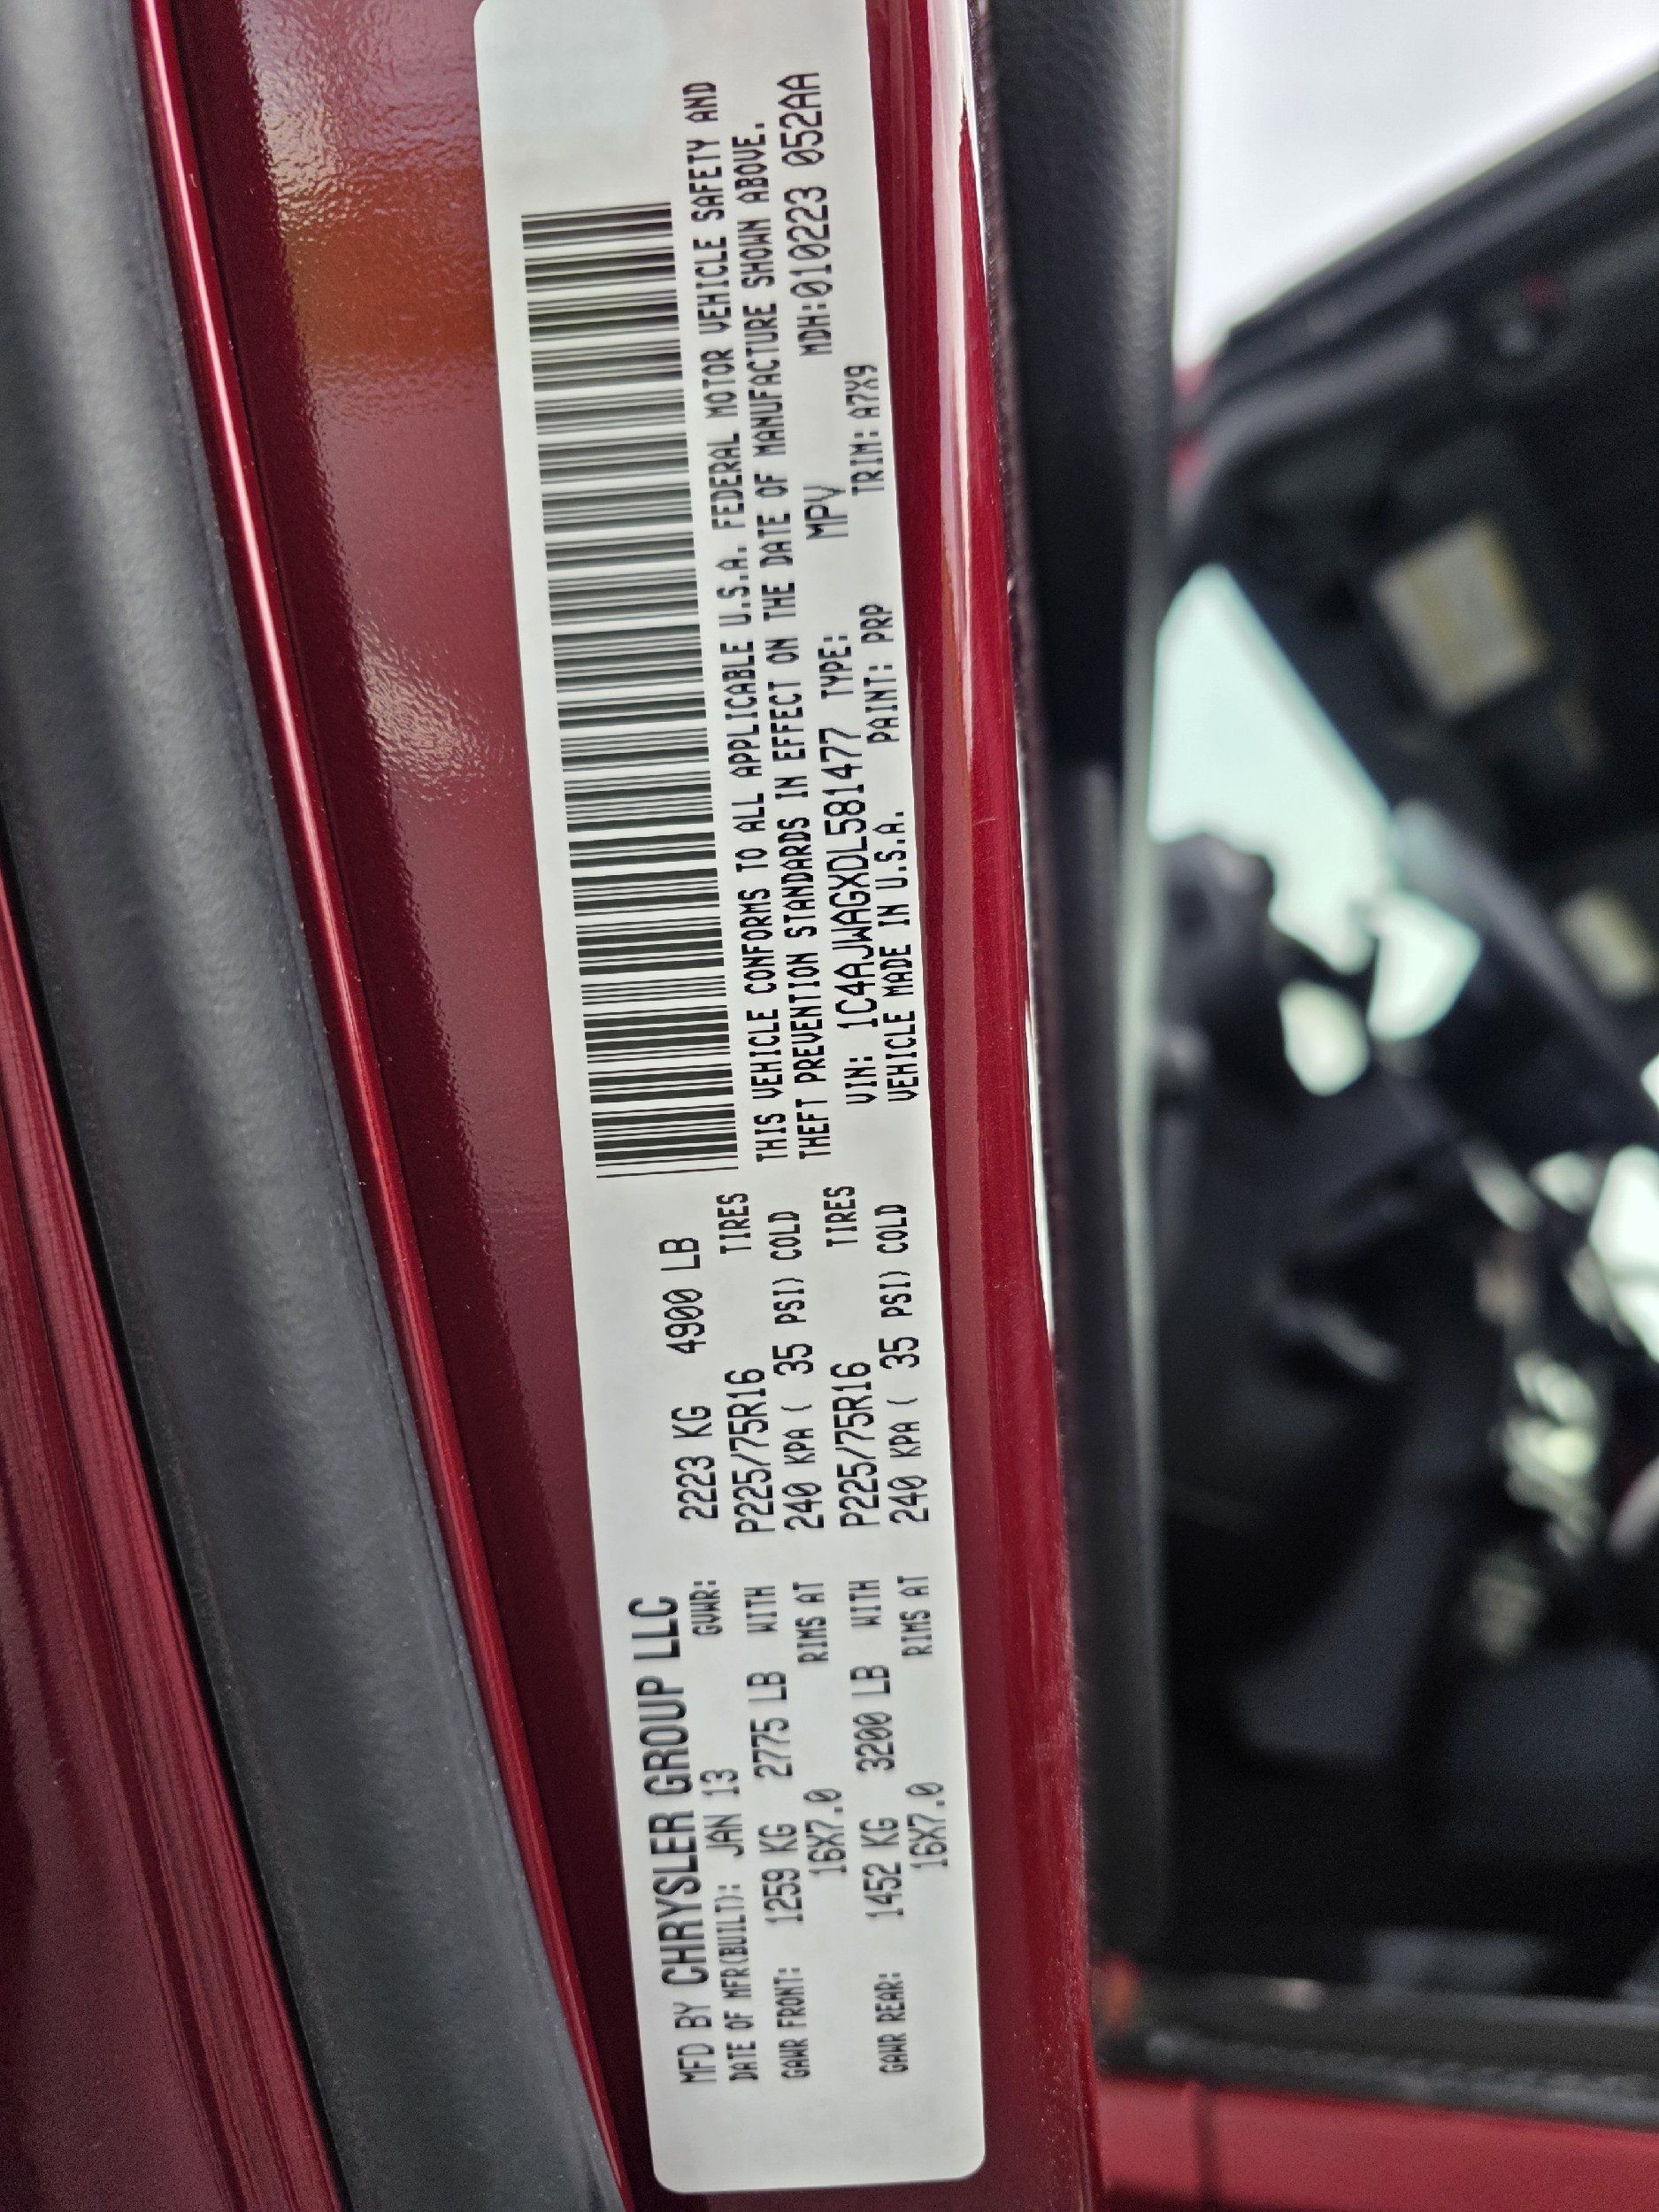 MFD BY CHRYSLER GROUP LLC
DATE OF MFR(BUILT): JAN 13 GVWR: 2223 KG 4900 LB
GAWR FRONT: 1259 KG 2775 LB WITH P225/75R16 TIRES
16X7.0 RIMS AT 240 KPA ( 35 PSI) COLD
GAWR REAR: 1452 KG 3200 LB WITH P225/75R16 TIRES
16X7.0 RIMS AT 240 KPA ( 35 PSI) COLD
THIS VEHICLE CONFORMS TO ALL APPLICABLE U.S.A. FEDERAL MOTOR VEHICLE SAFETY AND
THEFT PREVENTION STANDARDS IN EFFECT ON THE DATE OF MANUFACTURE SHOWN ABOVE.
VIN: 1C4AJWAGXDL581477 TYPE: MPV MDH:010223 052AA
VEHICLE MADE IN U.S.A. PAINT: PRP TRIM: A7X9